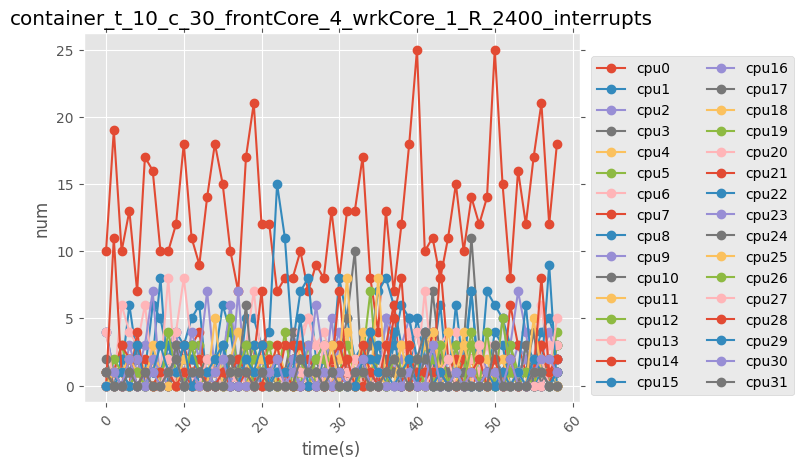 container_t_10_c_30_frontCore_4_wrkCore_1_R_2400_interrupts
num
25
20
15
10
5
0
0
10
20
30
40
50
60
time(s)
cpu0
cpu1
cpu2
cpu3
cpu4
cpu5
cpu6
cpu7
cpu8
cpu9
cpu10
cpu11
cpu12
cpu13
cpu14
cpu15
cpu16
cpu17
cpu18
cpu19
cpu20
cpu21
cpu22
cpu23
cpu24
cpu25
cpu26
cpu27
cpu28
cpu29
cpu30
cpu31